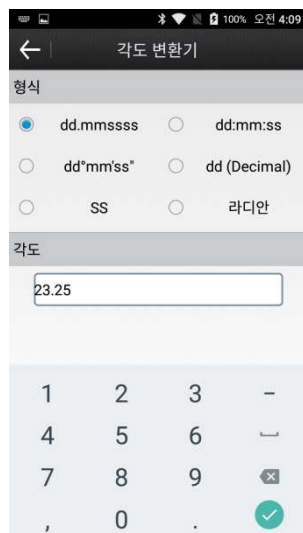 100% 오전 4:09
각도 변환기
형식
dd.mmssss dd:mm:ss
dd°mm'ss" dd (Decimal)
SS 라디안
각도
23.25
1 2 3 -
4 5 6
7 8 9
, 0 .